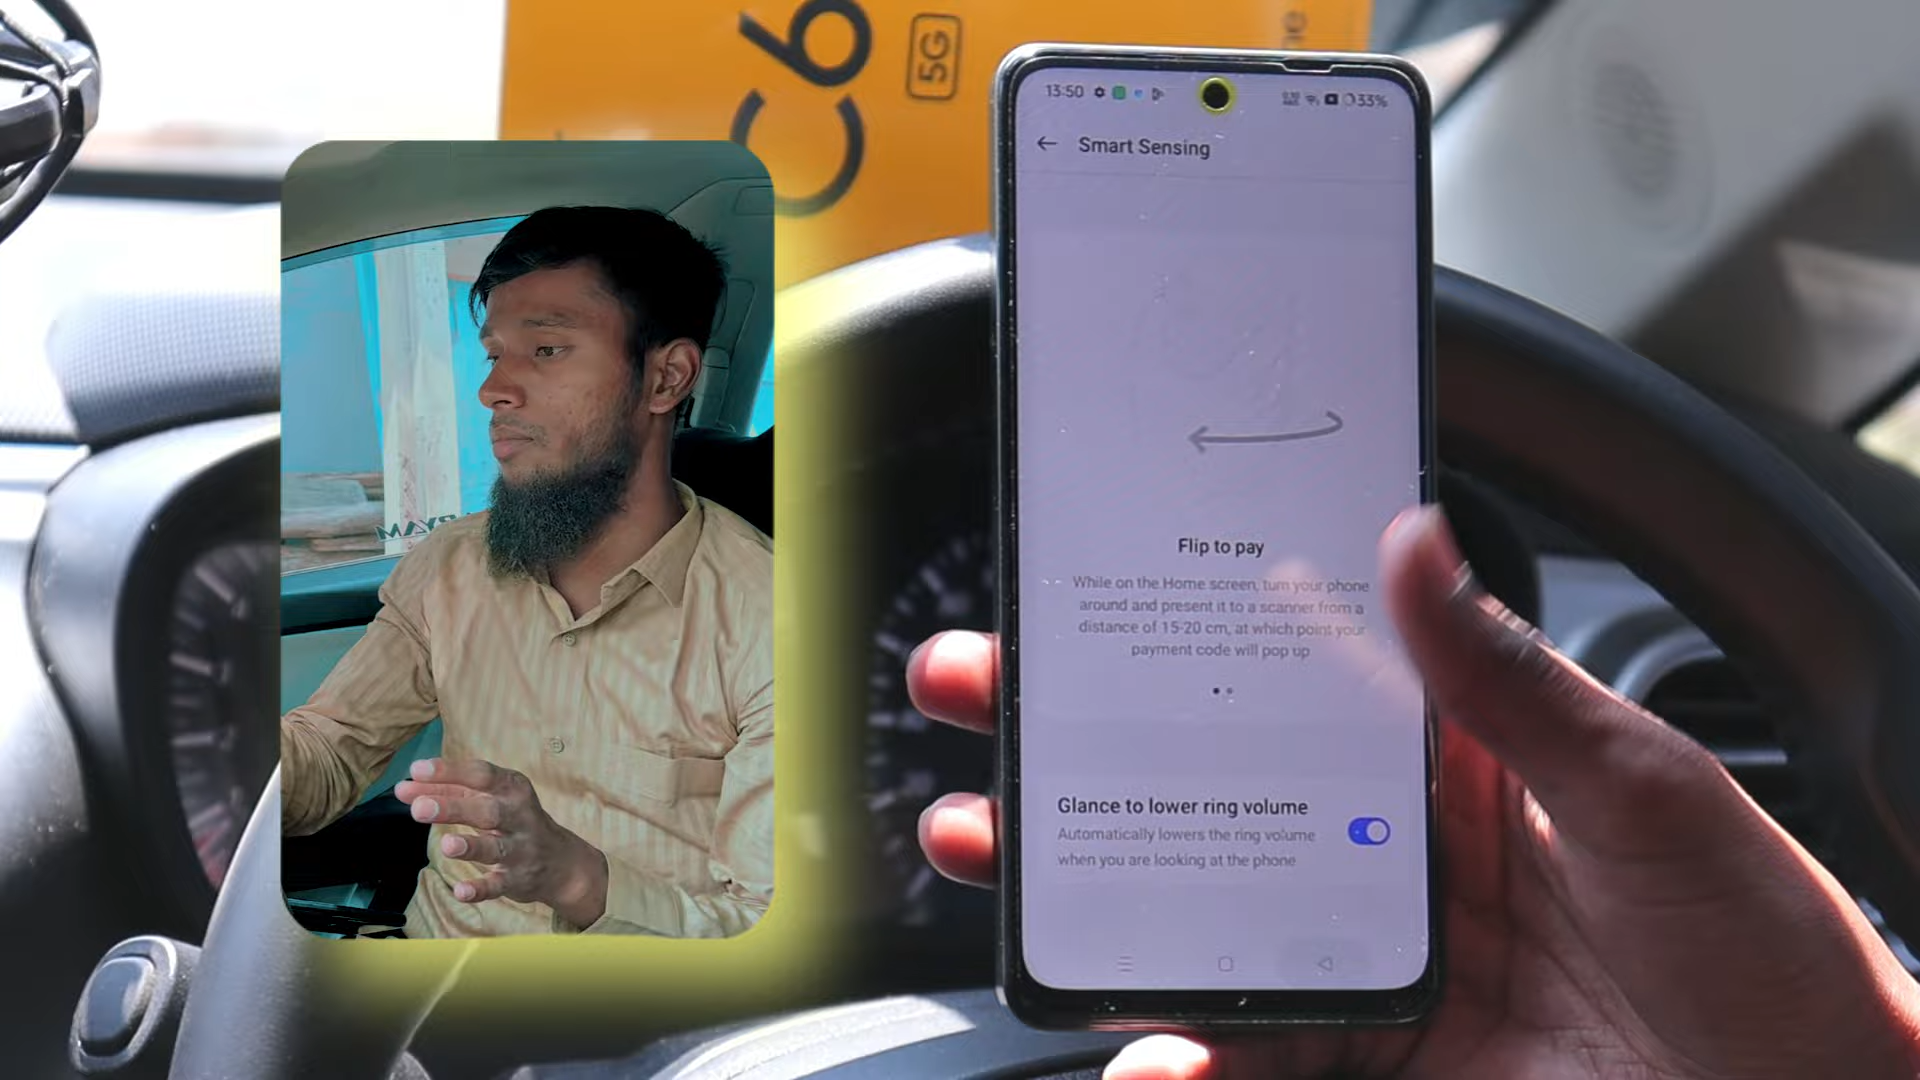 C6
5G
13:50
33%
Smart Sensing
Flip to pay
While on the Home screen, turn your phone
around and present it to a scanner from a
distance of 15-20 cm, at which point your
payment code will pop up
Glance to lower ring volume
Automatically lowers the ring volume
when you are looking at the phone